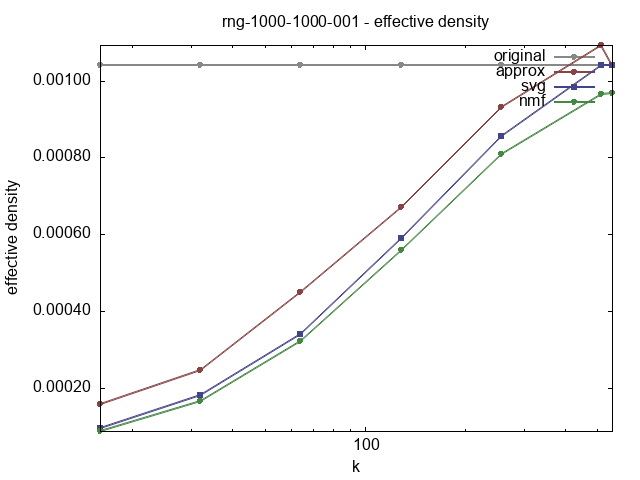 rng-1000-1000-001 - effective density
original
approx
svg
nmf
0.00100
0.00080
0.00060
0.00040
0.00020
effective density
100
k